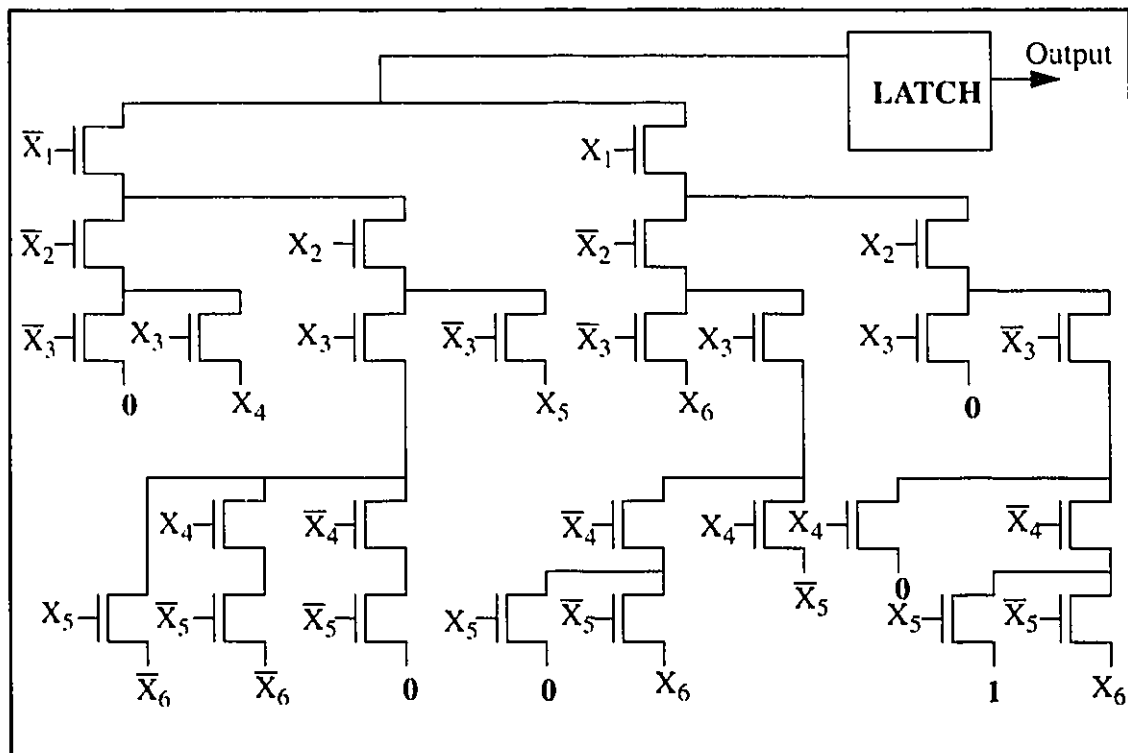 Output
LATCH
X̅₁ X₁
X̅₂ X₂ X̅₂ X₂
X̅₃ X₃ X₃ X̅₃ X̅₃ X₃ X₃ X̅₃
0 X₄ X₅ X₆ 0
X₄ X̅₄ X̅₄ X₄ X₄ X̅₄
X̅₅ 0
X₅ X̅₅ X̅₅ X₅ X̅₅ X₅ X̅₅
X̅₆ X̅₆ 0 0 X₆ 1 X₆